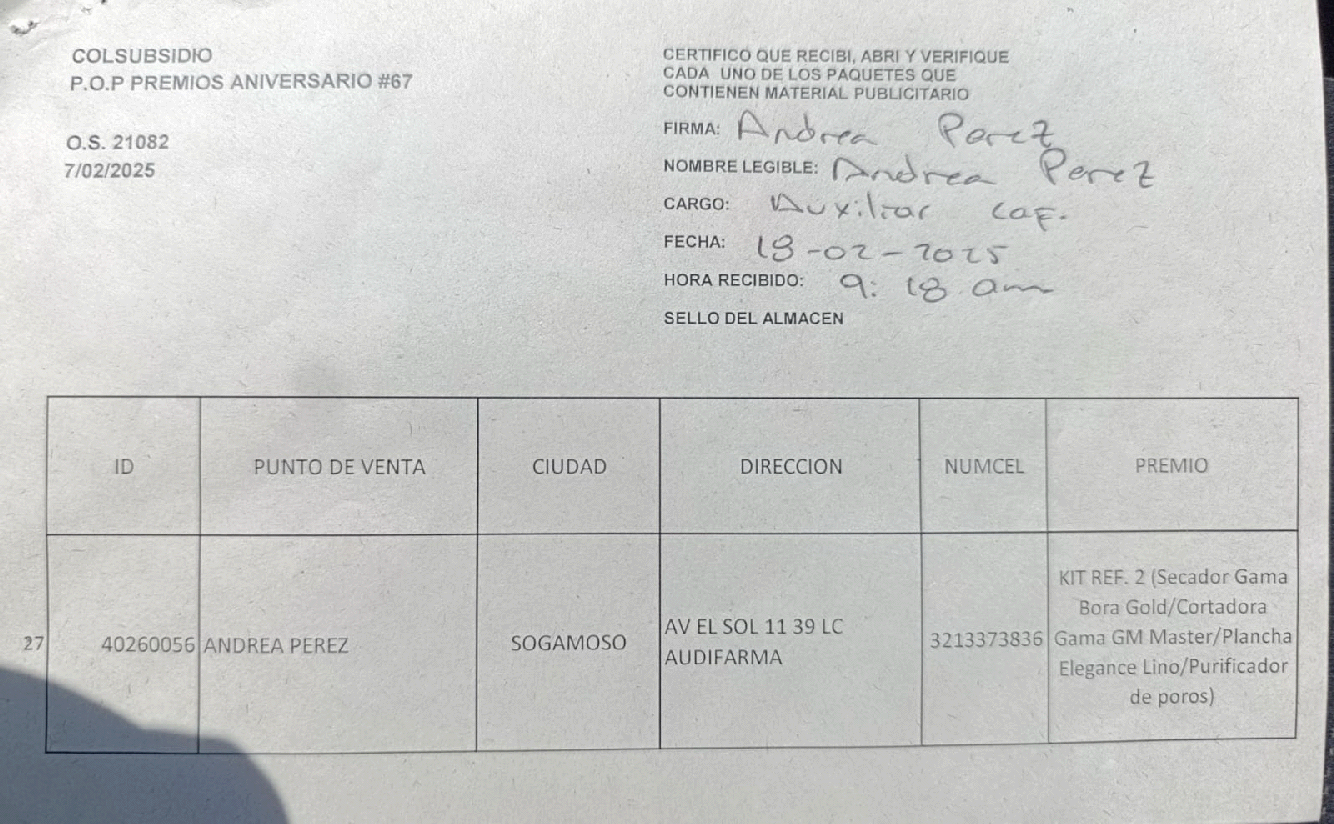 COLSUBSIDIO
P.O.P PREMIOS ANIVERSARIO #67
O.S. 21082
7/02/2025
CERTIFICO QUE RECIBI, ABRI Y VERIFIQUE
CADA UNO DE LOS PAQUETES QUE
CONTIENEN MATERIAL PUBLICITARIO
FIRMA: Andrea Perez
NOMBRE LEGIBLE: Andrea Perez
CARGO: Auxiliar caf.
FECHA: 18-02-2025
HORA RECIBIDO: 9:18 am
SELLO DEL ALMACEN
ID PUNTO DE VENTA CIUDAD DIRECCION NUMCEL PREMIO
27 40260056 ANDREA PEREZ SOGAMOSO
AV EL SOL 11 39 LC
AUDIFARMA
3213373836
KIT REF. 2 (Secador Gama
Bora Gold/Cortadora
Gama GM Master/Plancha
Elegance Lino/Purificador
de poros)